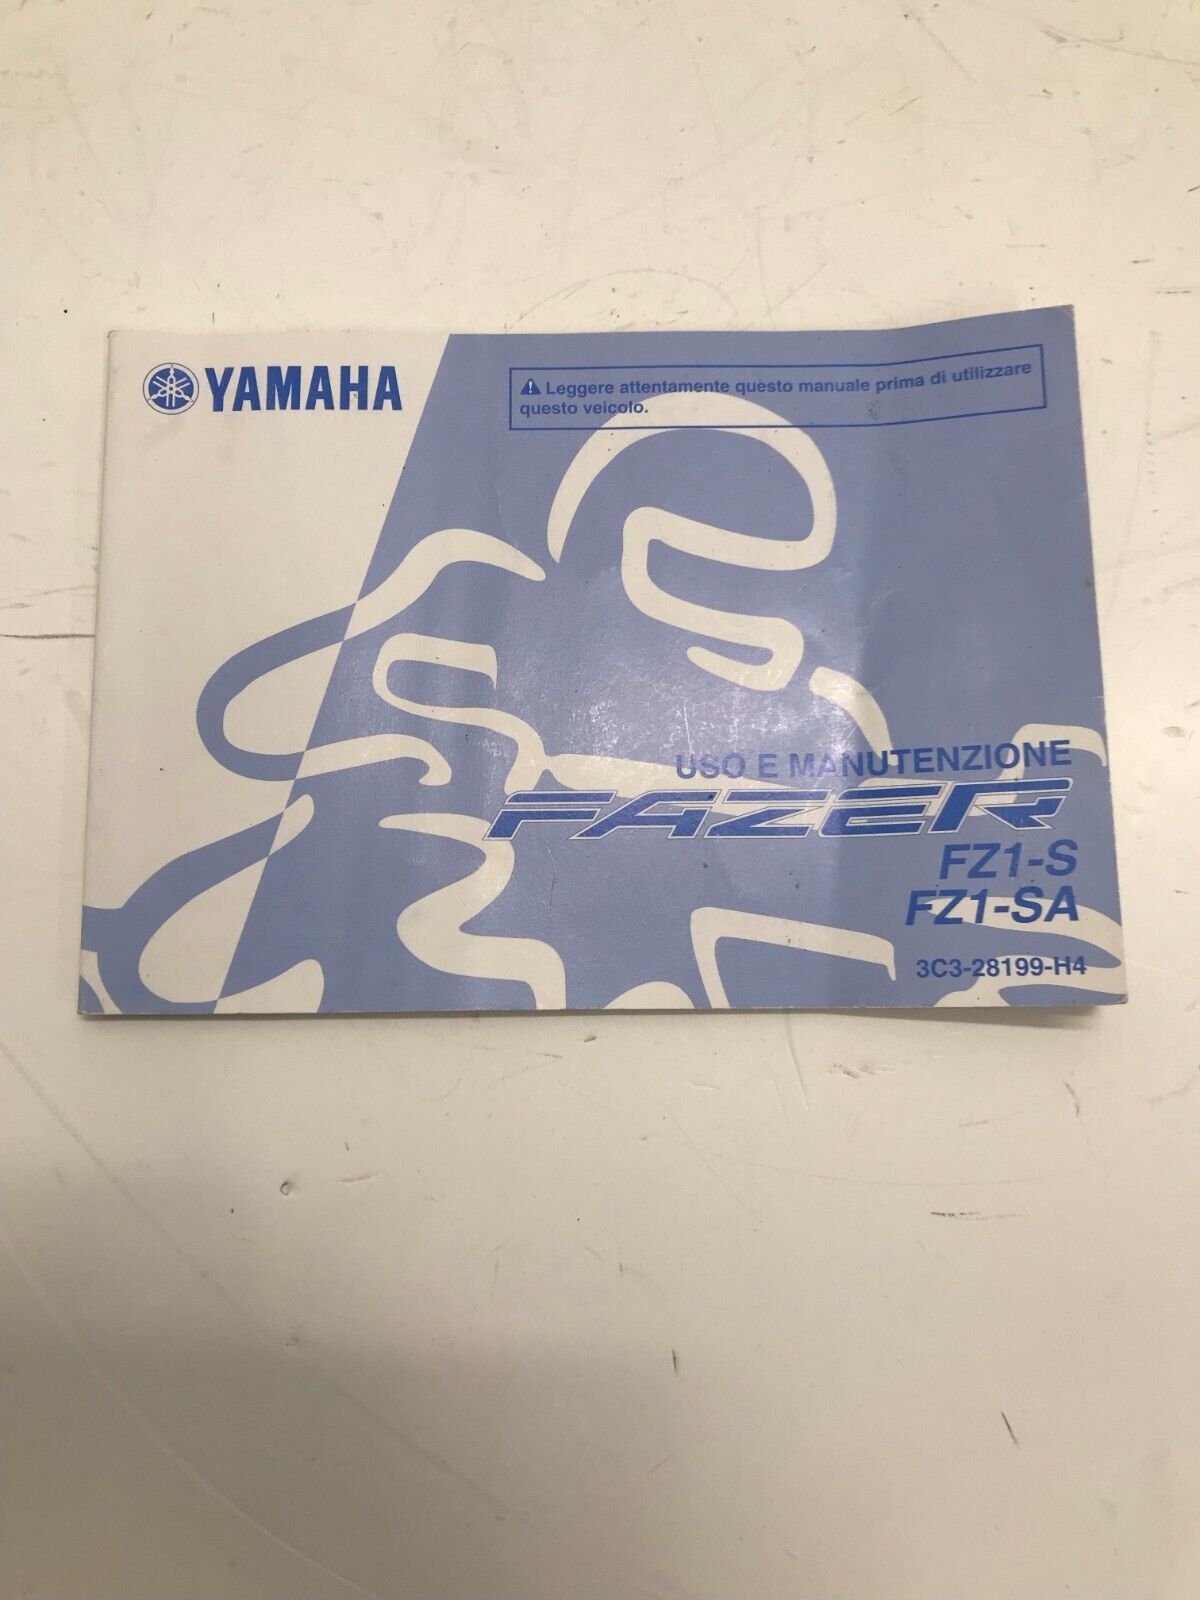 YAMAHA
⚠ Leggere attentamente questo manuale prima di utilizzare
questo veicolo.
USO E MANUTENZIONE
FAZER
FZ1-S
FZ1-SA
3C3-28199-H4